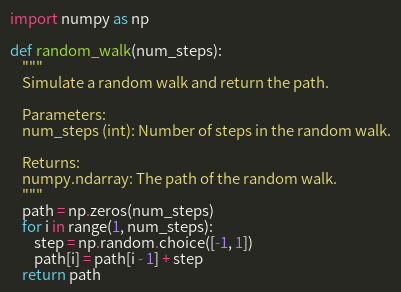 import numpy as np

def random_walk(num_steps):
    """
    Simulate a random walk and return the path.

    Parameters:
    num_steps (int): Number of steps in the random walk.

    Returns:
    numpy.ndarray: The path of the random walk.
    """
    path = np.zeros(num_steps)
    for i in range(1, num_steps):
        step = np.random.choice([-1, 1])
        path[i] = path[i - 1] + step
    return path